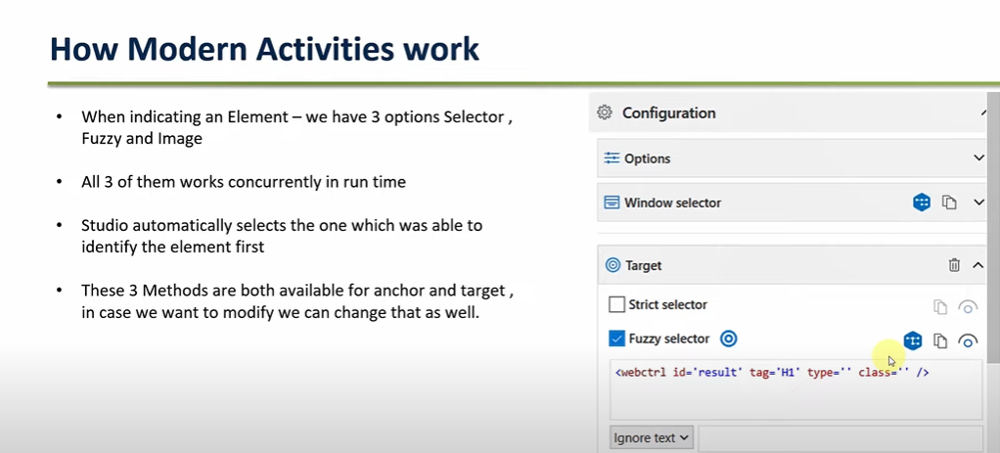 How Modern Activities work
• When indicating an Element – we have 3 options Selector ,
Fuzzy and Image
• All 3 of them works concurrently in run time
• Studio automatically selects the one which was able to
identify the element first
• These 3 Methods are both available for anchor and target ,
in case we want to modify we can change that as well.
Configuration
Options
Window selector
Target
Strict selector
Fuzzy selector
<webctrl id='result' tag='H1' type='' class='' />
Ignore text